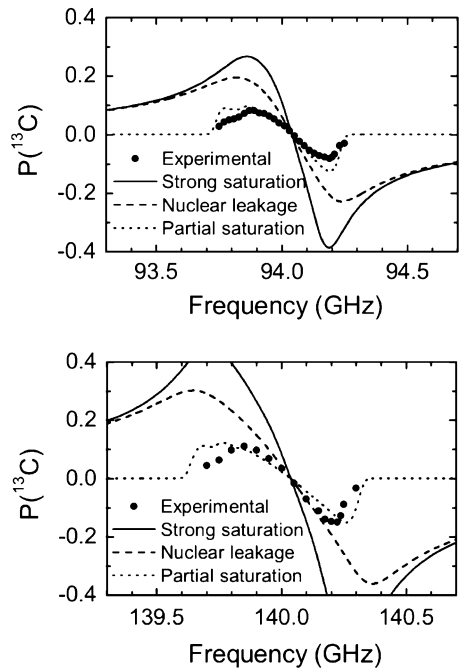 0.4
0.2
0.0
-0.2
-0.4
P(¹³C)
Experimental
Strong saturation
Nuclear leakage
Partial saturation
93.5 94.0 94.5
Frequency (GHz)
0.4
0.2
0.0
-0.2
-0.4
P(¹³C)
Experimental
Strong saturation
Nuclear leakage
Partial saturation
139.5 140.0 140.5
Frequency (GHz)